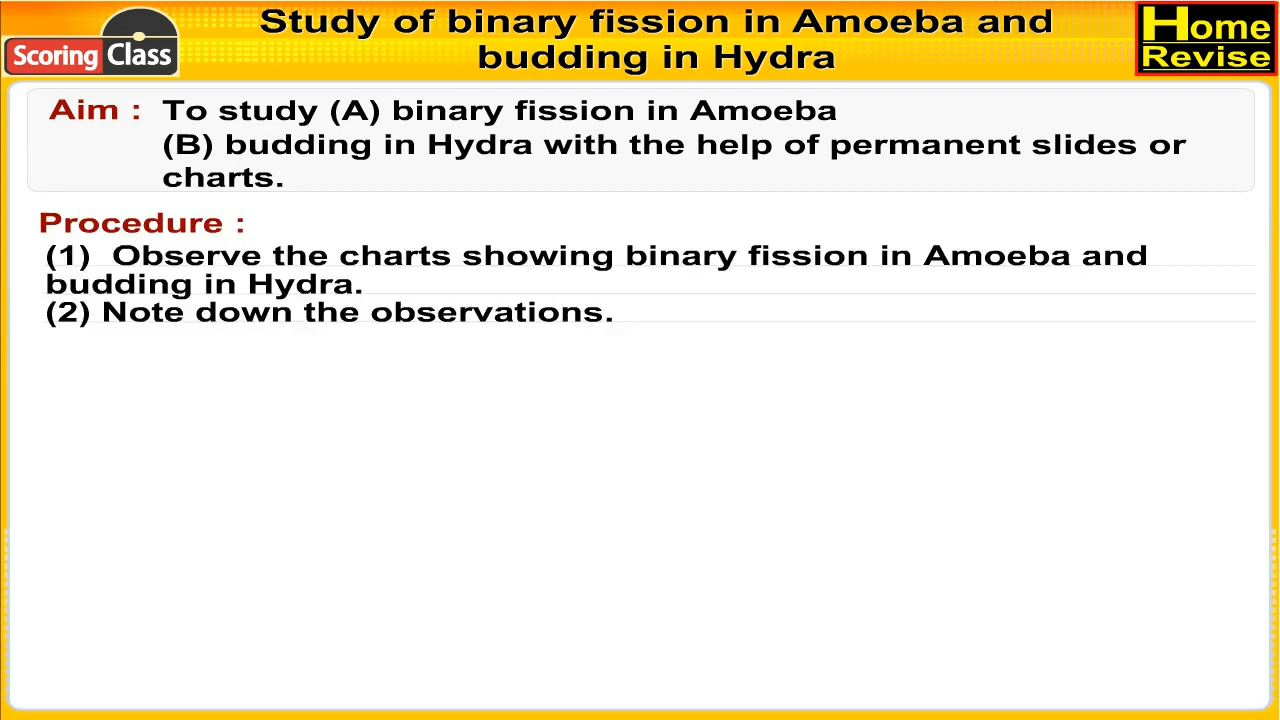 Study of binary fission in Amoeba and
budding in Hydra
Scoring Class
Home
Revise
Aim : To study (A) binary fission in Amoeba
(B) budding in Hydra with the help of permanent slides or
charts.
Procedure :
(1) Observe the charts showing binary fission in Amoeba and
budding in Hydra.
(2) Note down the observations.